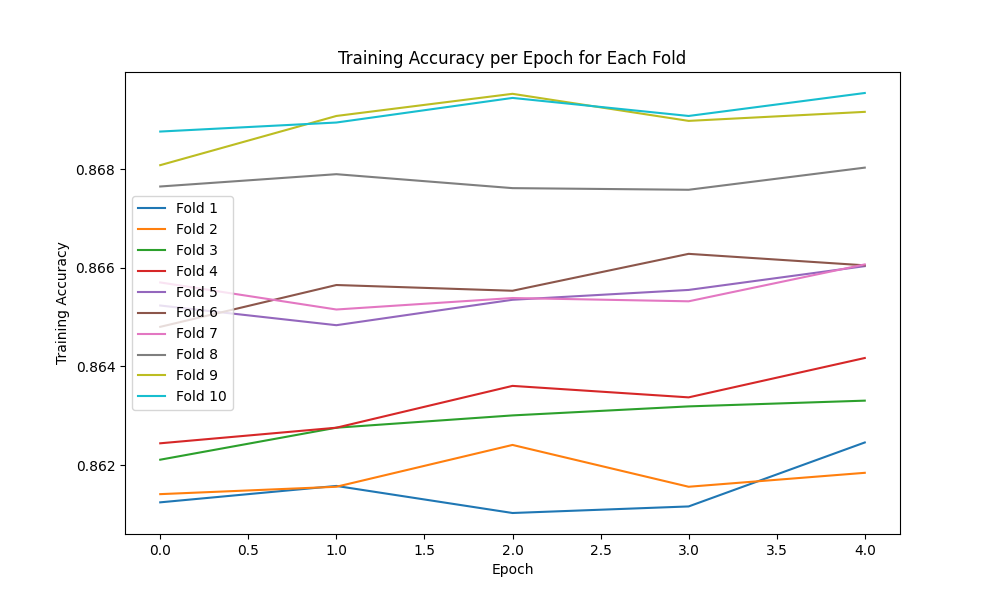 Training Accuracy per Epoch for Each Fold
Training Accuracy
0.868
0.866
0.864
0.862
Fold 1
Fold 2
Fold 3
Fold 4
Fold 5
Fold 6
Fold 7
Fold 8
Fold 9
Fold 10
0.0 0.5 1.0 1.5 2.0 2.5 3.0 3.5 4.0
Epoch